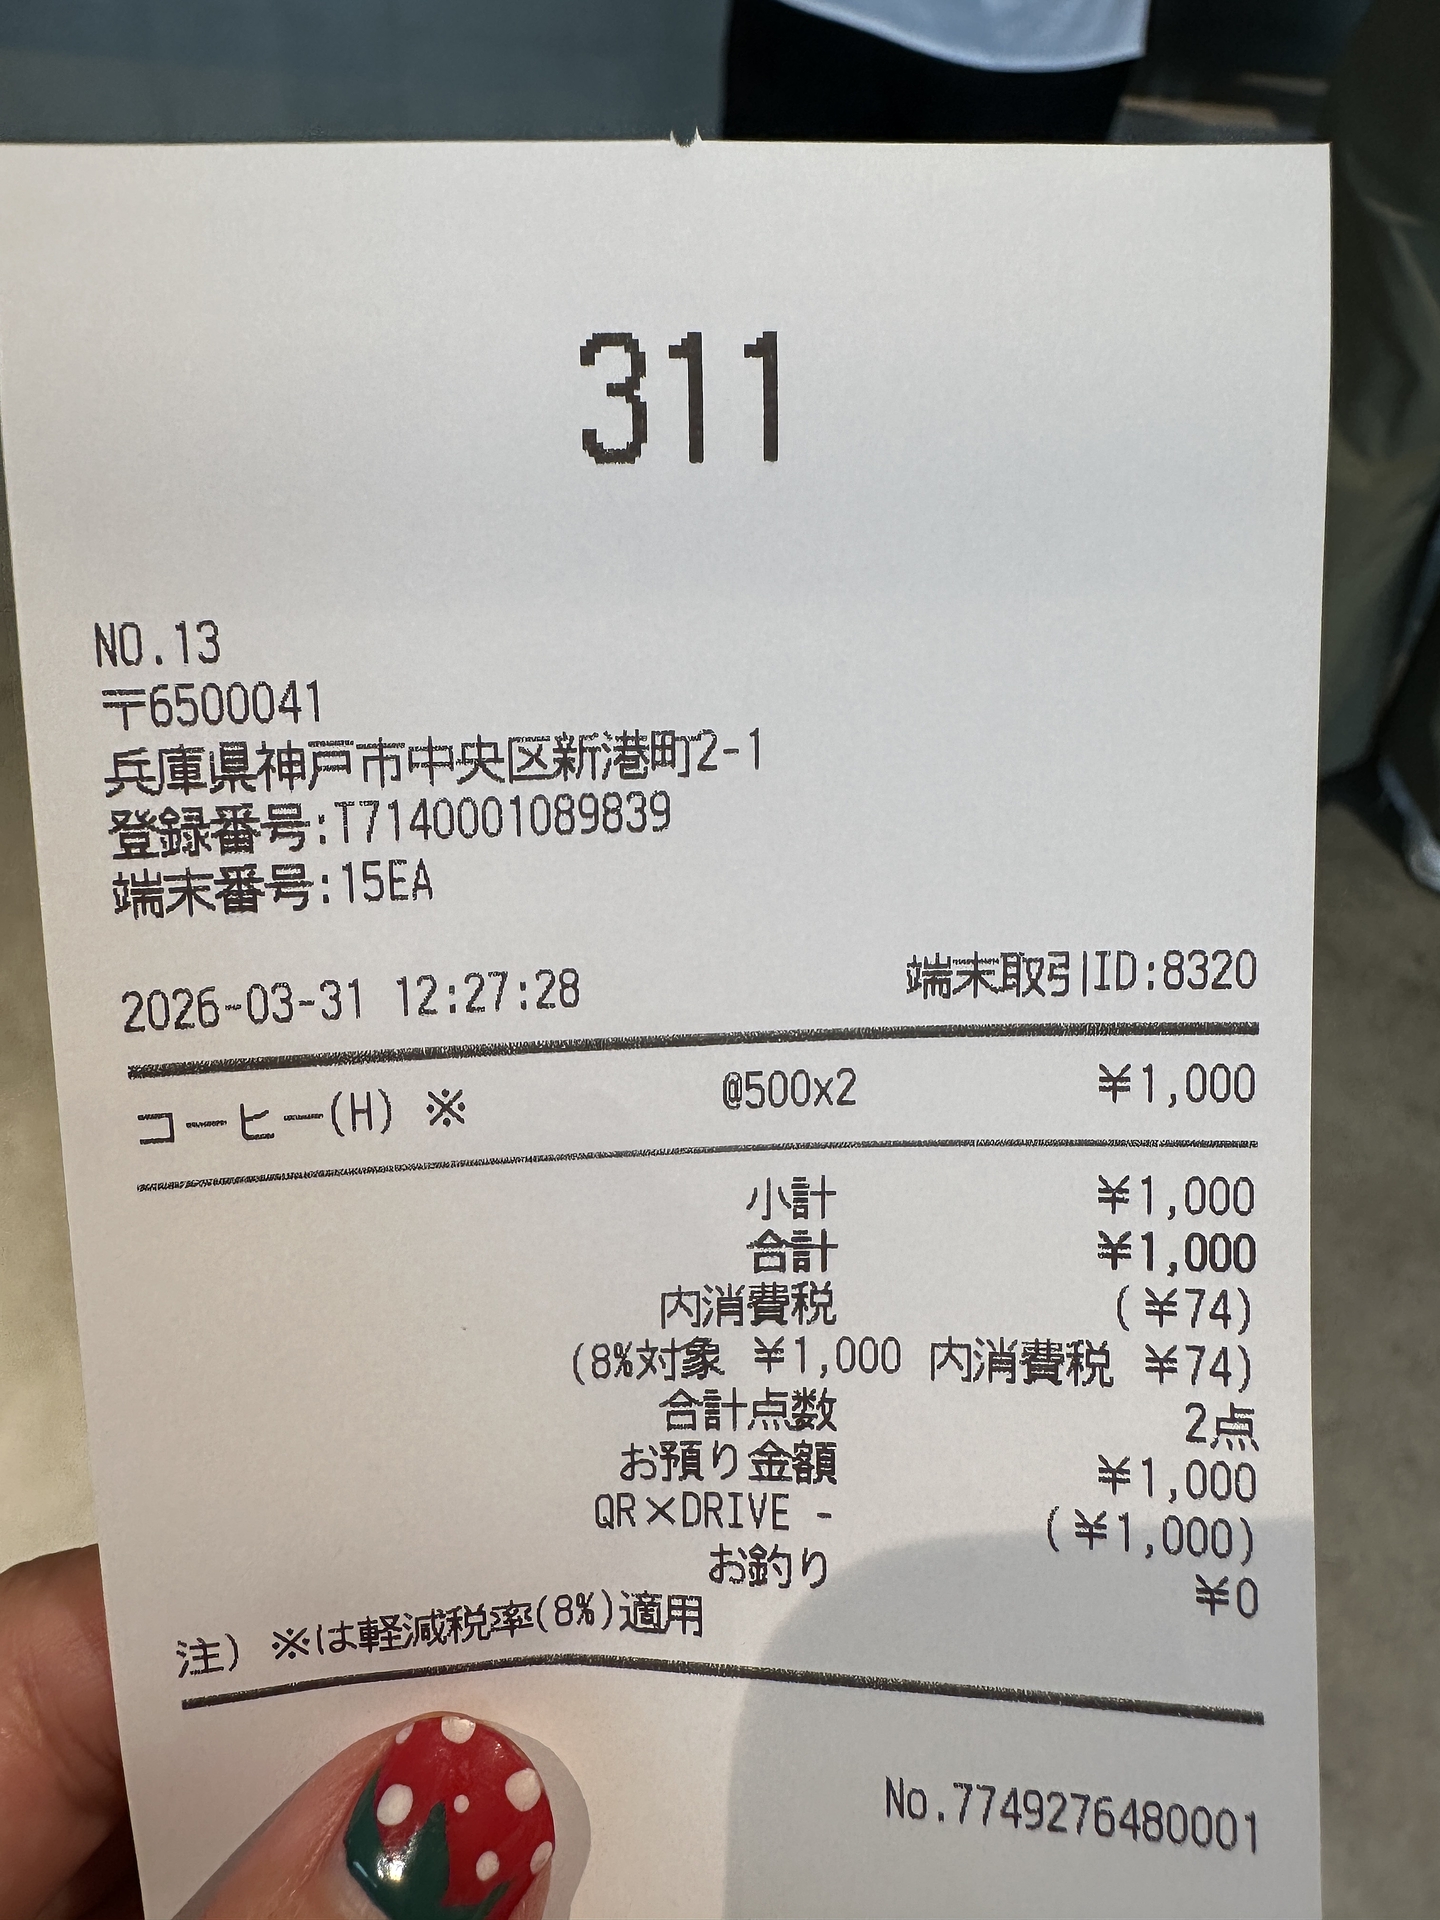 311
NO.13
〒6500041
兵庫県神戸市中央区新港町2-1
登録番号:T7140001089839
端末番号:15EA
2026-03-31 12:27:28 端末取引ID:8320
コーヒー(H) ※ @500x2 ¥1,000
小計 ¥1,000
合計 ¥1,000
内消費税 (¥74)
(8%対象 ¥1,000 内消費税 ¥74)
合計点数 2点
お預り金額 ¥1,000
QR×DRIVE - (¥1,000)
お釣り ¥0
注) ※は軽減税率(8%)適用
No.7749276480001